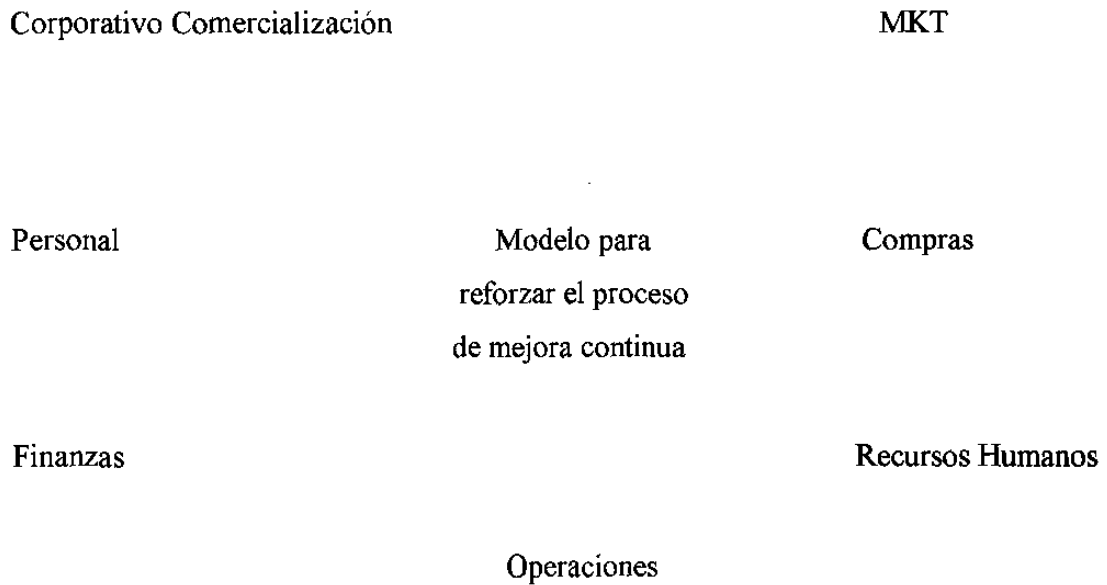 Corporativo Comercialización MKT
Personal Modelo para Compras
reforzar el proceso
de mejora continua
Finanzas Recursos Humanos
Operaciones